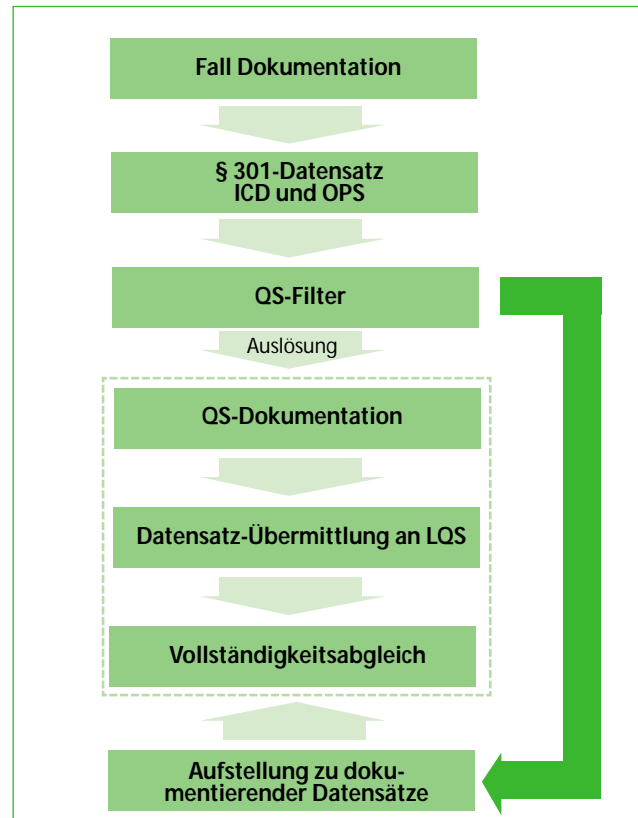 Fall Dokumentation
§ 301-Datensatz
ICD und OPS
QS-Filter
Auslösung
QS-Dokumentation
Datensatz-Übermittlung an LQS
Vollständigkeitsabgleich
Aufstellung zu doku-
mentierender Datensätze